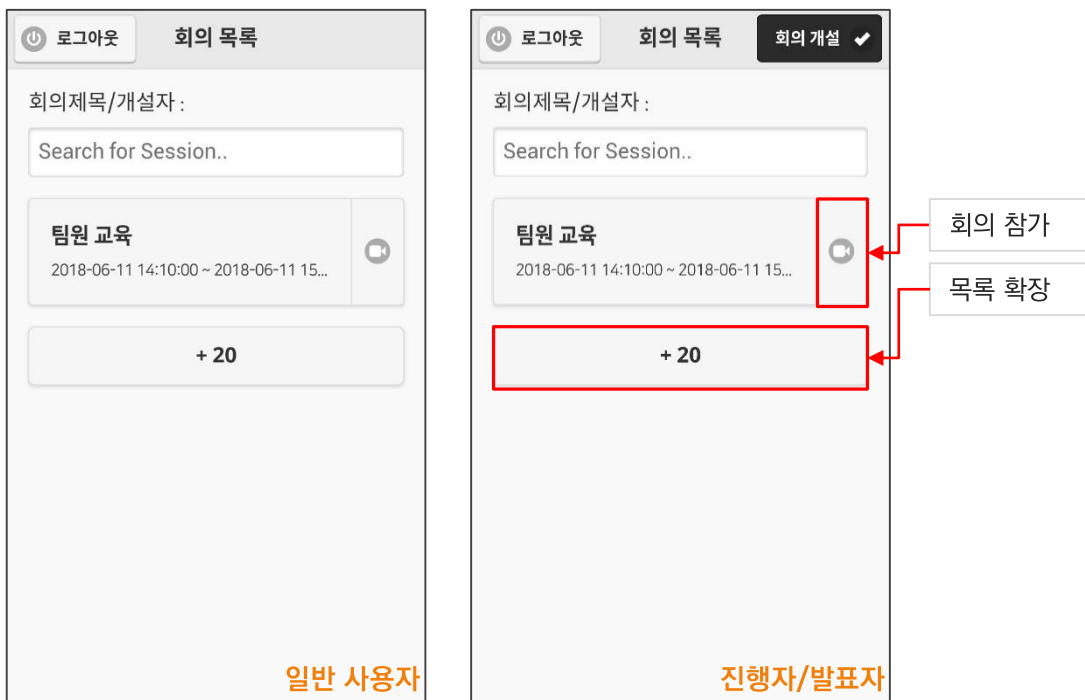 로그아웃
회의 목록
회의제목/개설자 :
Search for Session..
팀원 교육
2018-06-11 14:10:00 ~ 2018-06-11 15...
+ 20
일반 사용자
로그아웃
회의 목록
회의 개설
회의제목/개설자 :
Search for Session..
팀원 교육
2018-06-11 14:10:00 ~ 2018-06-11 15...
+ 20
진행자/발표자
회의 참가
목록 확장